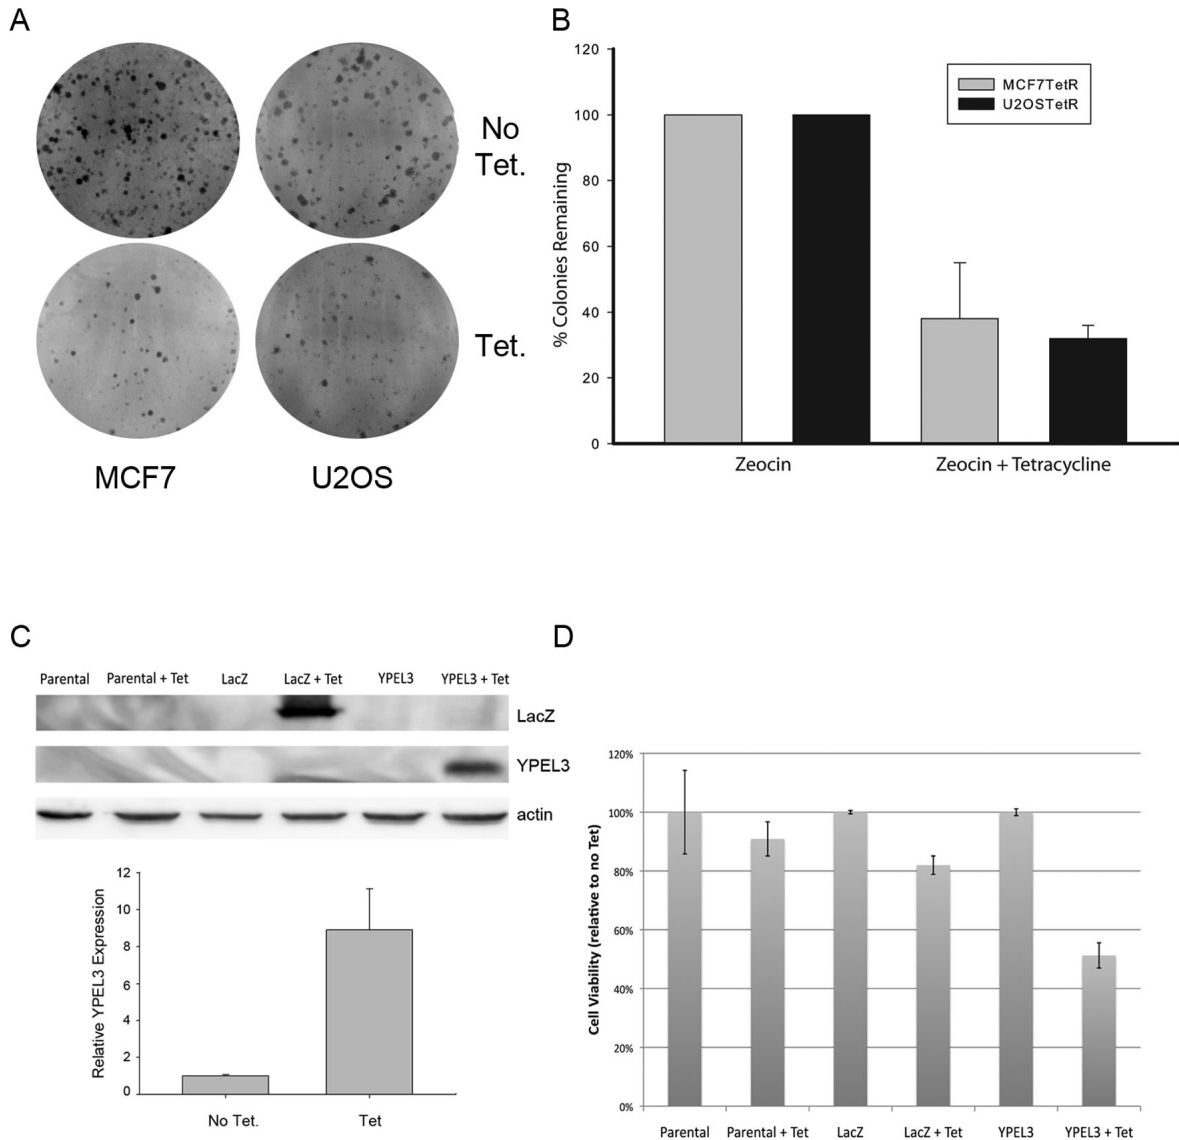 A
No
Tet.
Tet.
MCF7
U2OS
B
120
100
80
60
40
20
0
% Colonies Remaining
MCF7TetR
U2OSTetR
Zeocin
Zeocin + Tetracycline
C
Parental
Parental + Tet
LacZ
LacZ + Tet
YPEL3
YPEL3 + Tet
LacZ
YPEL3
actin
12
10
8
6
4
2
0
Relative YPEL3 Expression
No Tet.
Tet
D
120%
100%
80%
60%
40%
20%
0%
Cell Viability (relative to no Tet)
Parental
Parental + Tet
LacZ
LacZ + Tet
YPEL3
YPEL3 + Tet